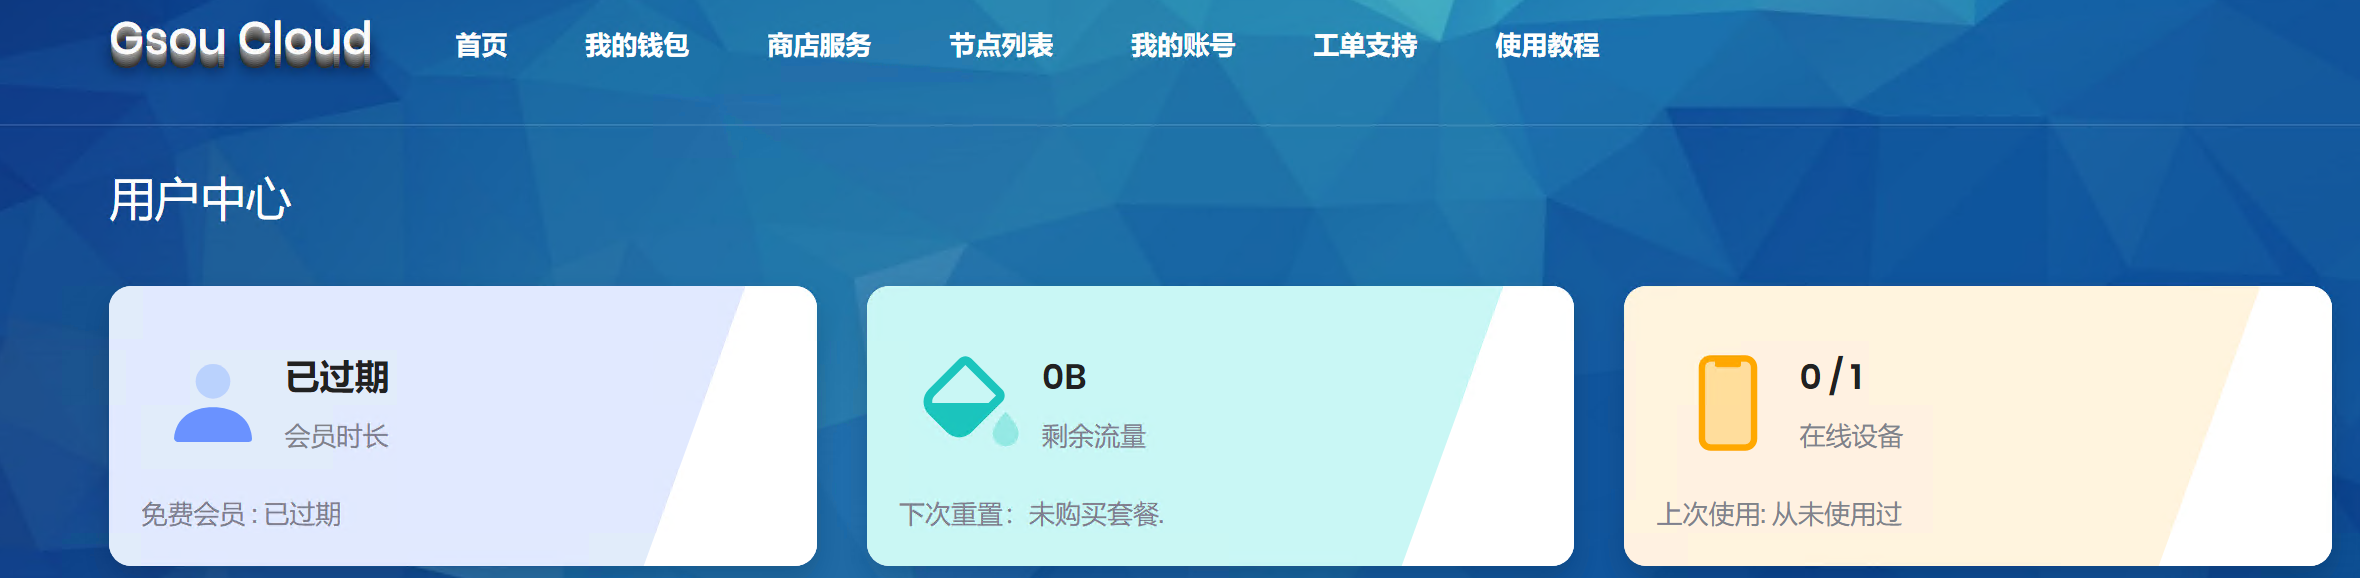 Gsou Cloud 首页 我的钱包 商店服务 节点列表 我的账号 工单支持 使用教程
用户中心
已过期
会员时长
免费会员 : 已过期
0B
剩余流量
下次重置: 未购买套餐.
0 / 1
在线设备
上次使用: 从未使用过